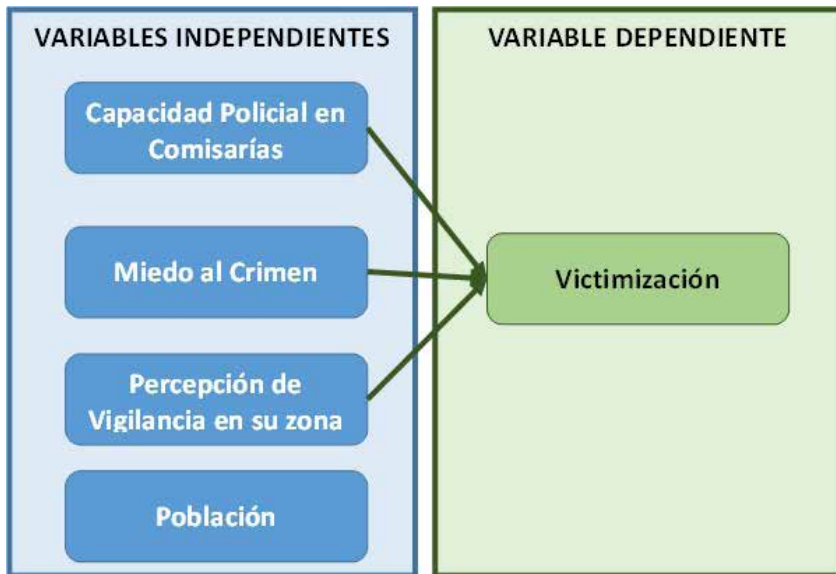 VARIABLES INDEPENDIENTES
Capacidad Policial en
Comisarías
Miedo al Crimen
Percepción de
Vigilancia en su zona
Población
VARIABLE DEPENDIENTE
Victimización